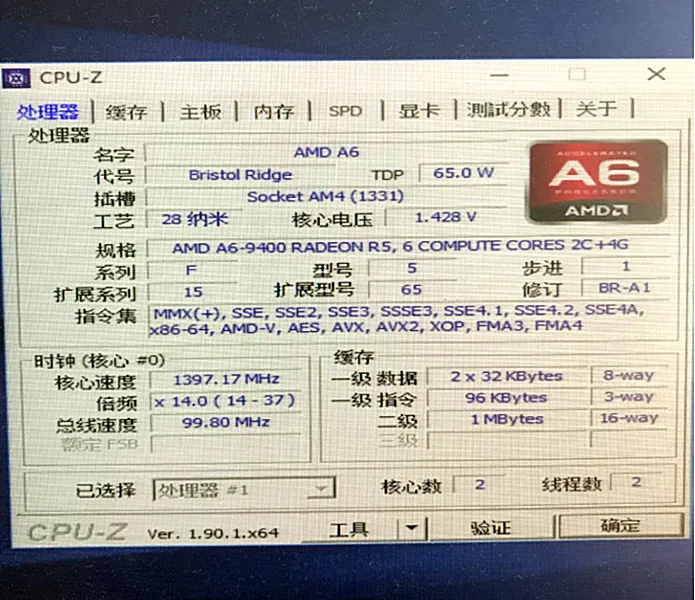 CPU-Z
处理器 缓存 主板 内存 SPD 显卡 測試分數 关于
处理器
名字 AMD A6
代号 Bristol Ridge TDP 65.0 W
插槽 Socket AM4 (1331)
工艺 28 纳米 核心电压 1.428 V
ACCELERATED
A6
PROCESSOR
AMD
规格 AMD A6-9400 RADEON R5, 6 COMPUTE CORES 2C+4G
系列 F 型号 5 步进 1
扩展系列 15 扩展型号 65 修订 BR-A1
指令集 MMX(+), SSE, SSE2, SSE3, SSSE3, SSE4.1, SSE4.2, SSE4A,
x86-64, AMD-V, AES, AVX, AVX2, XOP, FMA3, FMA4
时钟 (核心 #0) 缓存
核心速度 1397.17 MHz 一级 数据 2 x 32 KBytes 8-way
倍频 x 14.0 ( 14 - 37 ) 一级 指令 96 KBytes 3-way
总线速度 99.80 MHz 二级 1 MBytes 16-way
额定 FSB 三级
已选择 处理器 #1 核心数 2 线程数 2
CPU-Z Ver. 1.90.1.x64 工具 验证 确定